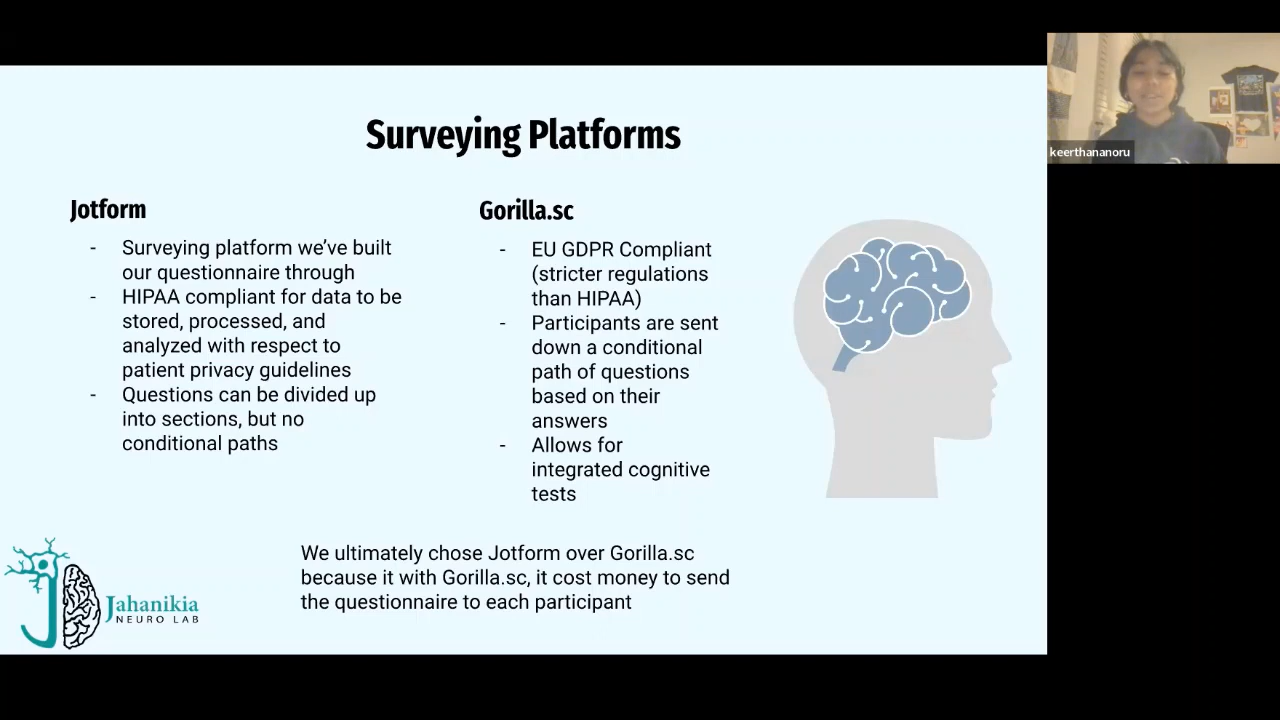 Surveying Platforms
Jotform
- Surveying platform we’ve built
our questionnaire through
- HIPAA compliant for data to be
stored, processed, and
analyzed with respect to
patient privacy guidelines
- Questions can be divided up
into sections, but no
conditional paths
Gorilla.sc
- EU GDPR Compliant
(stricter regulations
than HIPAA)
- Participants are sent
down a conditional
path of questions
based on their
answers
- Allows for
integrated cognitive
tests
We ultimately chose Jotform over Gorilla.sc
because it with Gorilla.sc, it cost money to send
the questionnaire to each participant
Jahanikia
NEURO LAB
keerthananoru